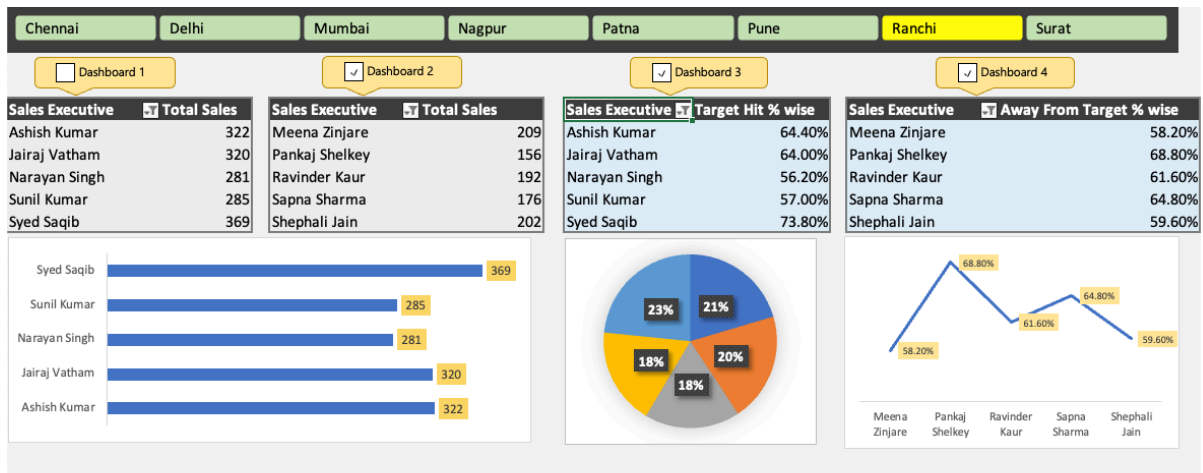 Chennai Delhi Mumbai Nagpur Patna Pune Ranchi Surat
Dashboard 1 Dashboard 2 Dashboard 3 Dashboard 4
Sales Executive Total Sales
Ashish Kumar 322
Jairaj Vatham 320
Narayan Singh 281
Sunil Kumar 285
Syed Saqib 369
Sales Executive Total Sales
Meena Zinjare 209
Pankaj Shelkey 156
Ravinder Kaur 192
Sapna Sharma 176
Shephali Jain 202
Sales Executive Target Hit % wise
Ashish Kumar 64.40%
Jairaj Vatham 64.00%
Narayan Singh 56.20%
Sunil Kumar 57.00%
Syed Saqib 73.80%
Sales Executive Away From Target % wise
Meena Zinjare 58.20%
Pankaj Shelkey 68.80%
Ravinder Kaur 61.60%
Sapna Sharma 64.80%
Shephali Jain 59.60%
Syed Saqib 369
Sunil Kumar 285
Narayan Singh 281
Jairaj Vatham 320
Ashish Kumar 322
23% 21%
18% 20%
18%
68.80%
64.80%
61.60%
59.60%
58.20%
Meena Pankaj Ravinder Sapna Shephali
Zinjare Shelkey Kaur Sharma Jain